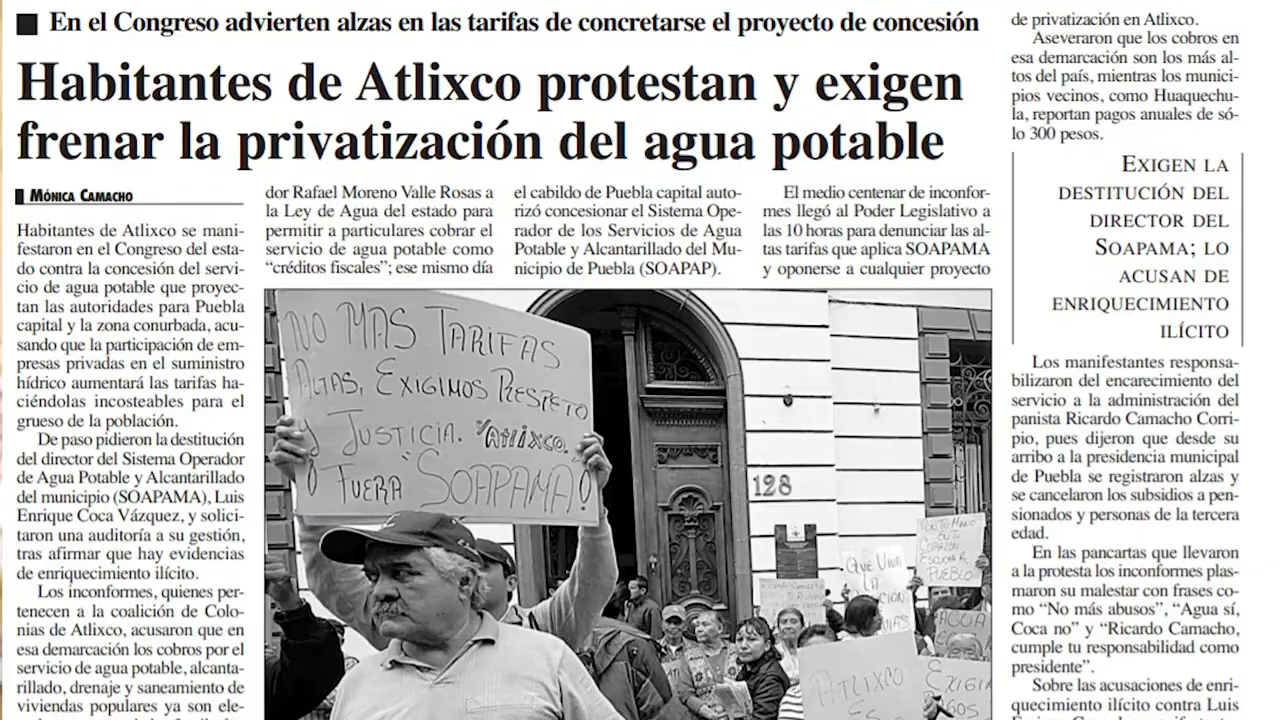 En el Congreso advierten alzas en las tarifas de concretarse el proyecto de concesión
Habitantes de Atlixco protestan y exigen
frenar la privatización del agua potable
MÓNICA CAMACHO
Habitantes de Atlixco se mani-
festaron en el Congreso del esta-
do contra la concesión del servi-
cio de agua potable que proyec-
tan las autoridades para Puebla
capital y la zona conurbada, acu-
sando que la participación de em-
presas privadas en el suministro
hídrico aumentará las tarifas ha-
ciéndolas incosteables para el
grueso de la población.
De paso pidieron la destitución
del director del Sistema Operador
de Agua Potable y Alcantarillado
del municipio (SOAPAMA), Luis
Enrique Coca Vázquez, y solici-
taron una auditoría a su gestión,
tras afirmar que hay evidencias
de enriquecimiento ilícito.
Los inconformes, quienes per-
tenecen a la coalición de Colo-
nias de Atlixco, acusaron que en
esa demarcación los cobros por el
servicio de agua potable, alcanta-
rillado, drenaje y saneamiento de
viviendas populares ya son ele-
dor Rafael Moreno Valle Rosas a
la Ley de Agua del estado para
permitir a particulares cobrar el
servicio de agua potable como
“créditos fiscales”; ese mismo día
el cabildo de Puebla capital auto-
rizó concesionar el Sistema Ope-
rador de los Servicios de Agua
Potable y Alcantarillado del Mu-
nicipio de Puebla (SOAPAP).
El medio centenar de inconfor-
mes llegó al Poder Legislativo a
las 10 horas para denunciar las al-
tas tarifas que aplica SOAPAMA
y oponerse a cualquier proyecto
de privatización en Atlixco.
Aseveraron que los cobros en
esa demarcación son los más al-
tos del país, mientras los munici-
pios vecinos, como Huaquechu-
la, reportan pagos anuales de só-
lo 300 pesos.
EXIGEN LA
DESTITUCIÓN DEL
DIRECTOR DEL
SOAPAMA; LO
ACUSAN DE
ENRIQUECIMIENTO
ILÍCITO
Los manifestantes responsa-
bilizaron del encarecimiento del
servicio a la administración del
panista Ricardo Camacho Corri-
pio, pues dijeron que desde su
arribo a la presidencia municipal
de Puebla se registraron alzas y
se cancelaron los subsidios a pen-
sionados y personas de la tercera
edad.
En las pancartas que llevaron
a la protesta los inconformes plas-
maron su malestar con frases co-
mo “No más abusos”, “Agua sí,
Coca no” y “Ricardo Camacho,
cumple tu responsabilidad como
presidente”.
Sobre las acusaciones de enri-
quecimiento ilícito contra Luis
NO MAS TARIFAS
ALTAS, EXIGIMOS RESPETO
Y JUSTICIA. Y/ATLIXCO.
¡FUERA "SOAPAMA"!
128
PON TU MANO
EN TU
CORAZÓN
ESCUCHA AL
PUEBLO
QUE VIVA
LA
AGUA
ATLIXCO
ES
EXIGIM